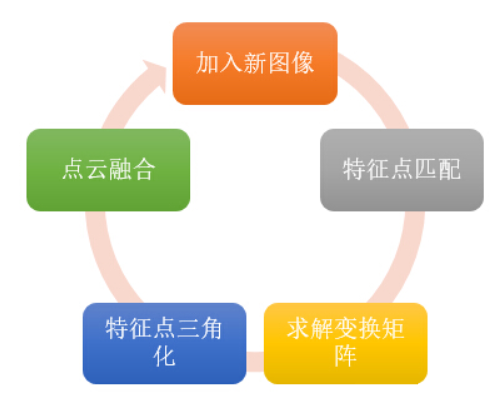 加入新图像
特征点匹配
求解变换矩
阵
特征点三角
化
点云融合